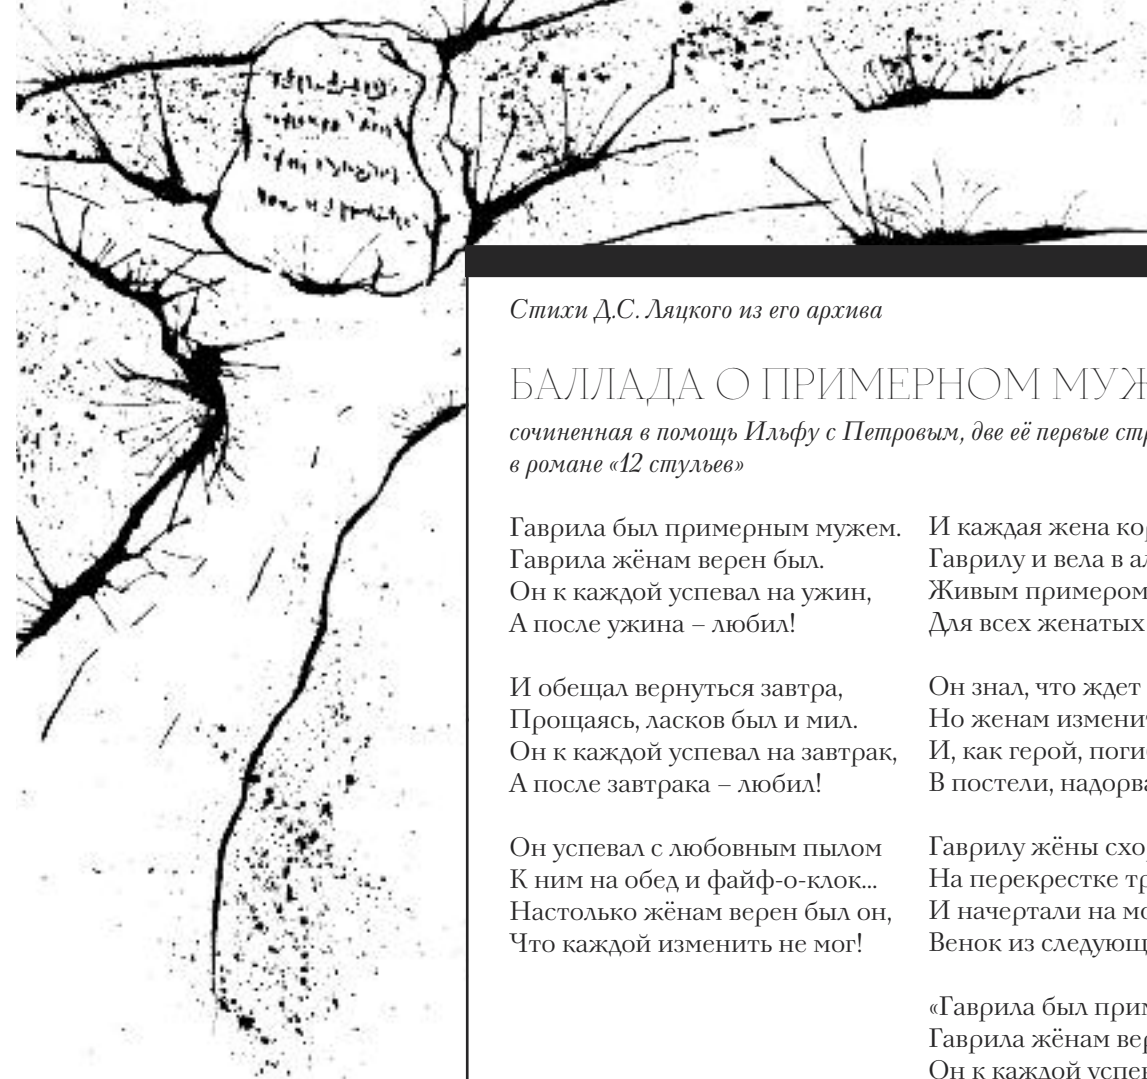 Стихи Д.С. Ляцкого из его архива
БАЛЛАДА О ПРИМЕРНОМ
сочиненная в помощь Ильфу с Петровым, две её первые
в романе «12 стульев»
Гаврила был примерным мужем.
Гаврила жёнам верен был.
Он к каждой успевал на ужин,
А после ужина – любил!
И обещал вернуться завтра,
Прощаясь, ласков был и мил.
Он к каждой успевал на завтрак,
А после завтрака – любил!
Он успевал с любовным пылом
К ним на обед и файф-о-клок...
Настолько жёнам верен был он,
Что каждой изменить не мог!
И каждая жена
Гаврилу и вела в
Живым примером
Для всех женатых
Он знал, что ждет
Но женам
И, как герой,
В постели,
Гаврилу жёны
На перекрестке
И начертали на
Венок из
«Гаврила был
Гаврила жёнам
Он к каждой